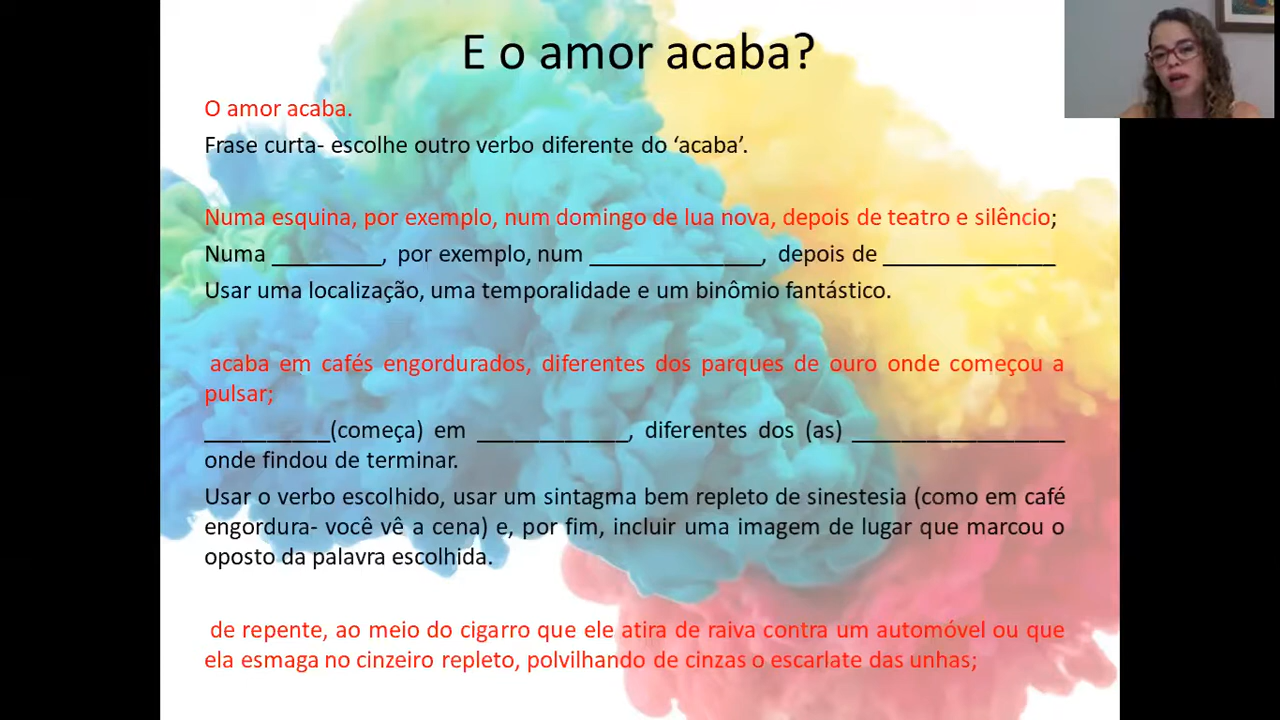 E o amor acaba?
O amor acaba.
Frase curta- escolhe outro verbo diferente do ‘acaba’.
Numa esquina, por exemplo, num domingo de lua nova, depois de teatro e silêncio;
Numa _________, por exemplo, num ______________, depois de ______________
Usar uma localização, uma temporalidade e um binômio fantástico.
acaba em cafés engordurados, diferentes dos parques de ouro onde começou a
pulsar;
__________(começa) em ____________, diferentes dos (as) _________________
onde findou de terminar.
Usar o verbo escolhido, usar um sintagma bem repleto de sinestesia (como em café
engordura- você vê a cena) e, por fim, incluir uma imagem de lugar que marcou o
oposto da palavra escolhida.
de repente, ao meio do cigarro que ele atira de raiva contra um automóvel ou que
ela esmaga no cinzeiro repleto, polvilhando de cinzas o escarlate das unhas;